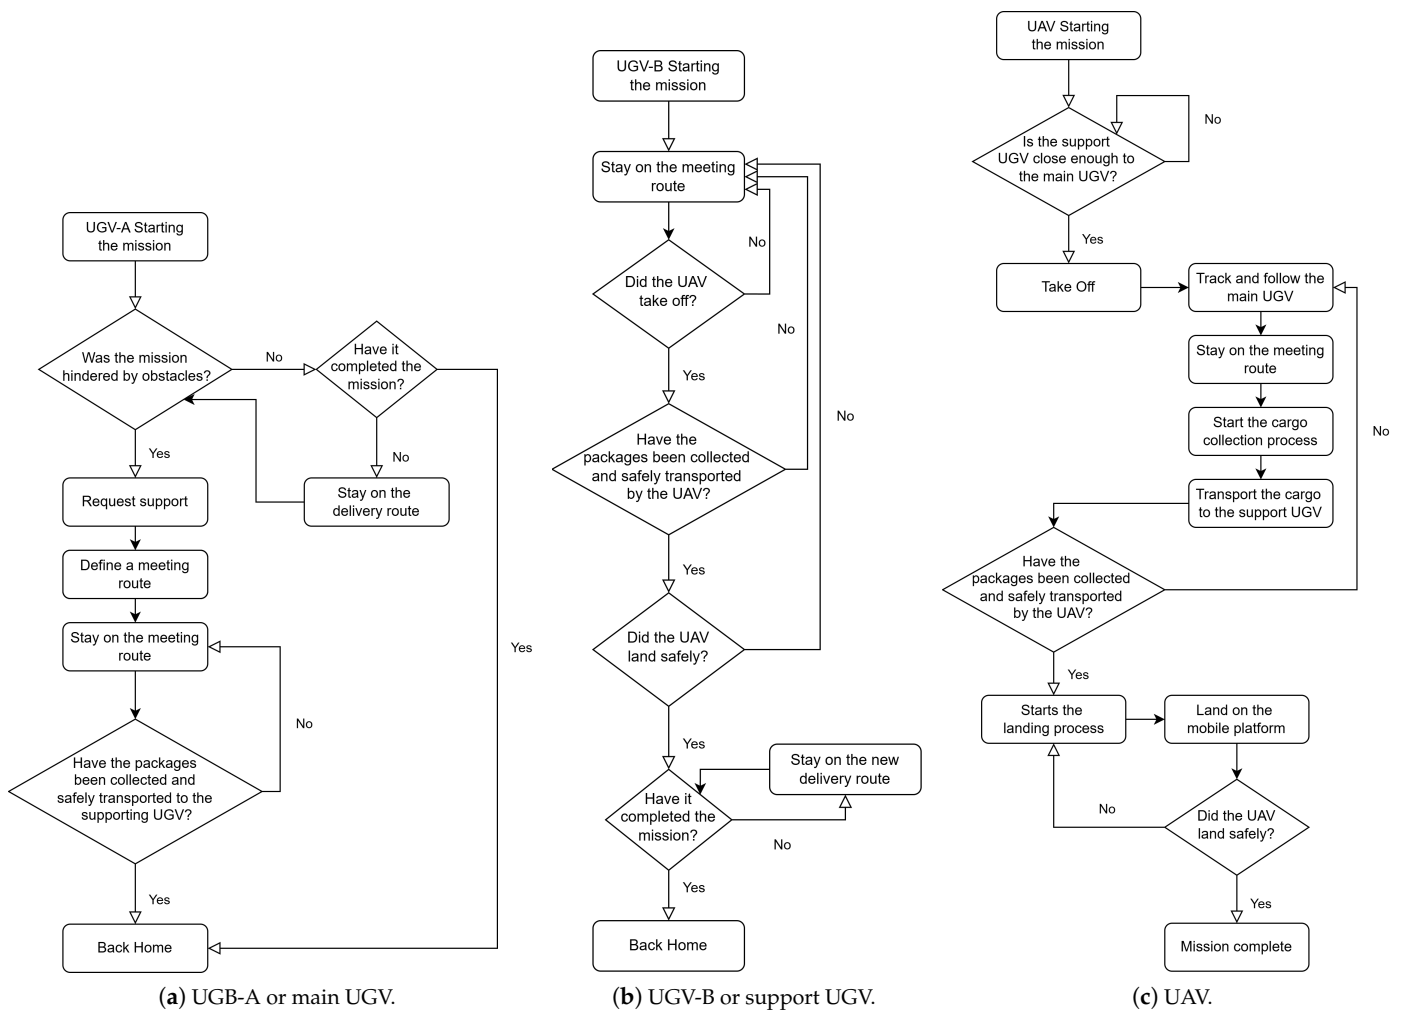 UGV-A Starting
the mission
Was the mission
hindered by obstacles?
No
Have it
completed the
mission?
Yes
No
Stay on the
delivery route
Request support
Define a meeting
route
Stay on the meeting
route
No
Yes
Have the packages
been collected and
safely transported to the
supporting UGV?
Yes
Back Home
(a) UGB-A or main UGV.
UGV-B Starting
the mission
Stay on the meeting
route
No
Did the UAV
take off?
No
Yes
No
Have the
packages been collected
and safely transported
by the UAV?
Yes
Did the UAV
land safely?
Yes
Stay on the new
delivery route
Have it
completed the
mission?
No
Yes
Back Home
(b) UGV-B or support UGV.
UAV Starting
the mission
No
Is the support
UGV close enough to
the main UGV?
Yes
Take Off
Track and follow the
main UGV
Stay on the meeting
route
Start the cargo
collection process
No
Transport the cargo
to the support UGV
Have the
packages been collected
and safely transported
by the UAV?
Yes
Starts the
landing process
Land on the
mobile platform
No
Did the UAV
land safely?
Yes
Mission complete
(c) UAV.